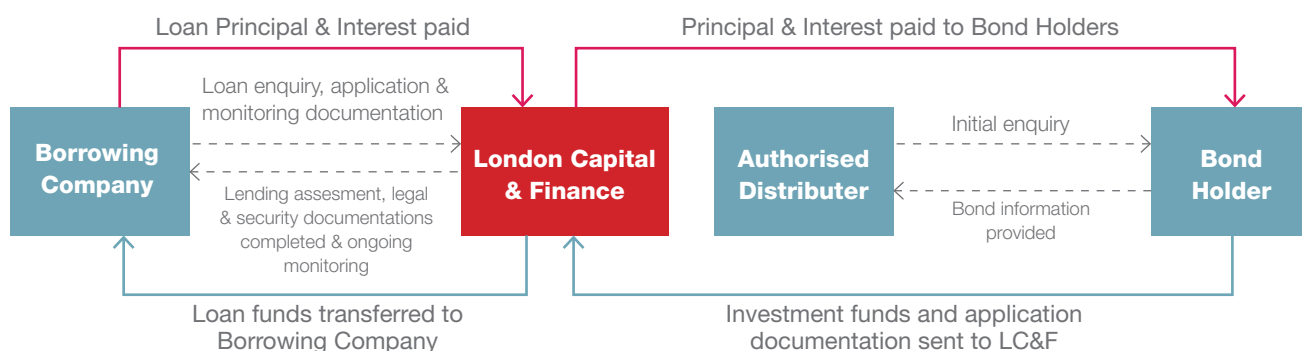 Loan Principal & Interest paid
Principal & Interest paid to Bond Holders
Loan enquiry, application &
monitoring documentation
Borrowing
Company
London Capital
& Finance
Lending assesment, legal
& security documentations
completed & ongoing
monitoring
Authorised
Distributer
Initial enquiry
Bond information
provided
Bond
Holder
Loan funds transferred to
Borrowing Company
Investment funds and application
documentation sent to LC&F